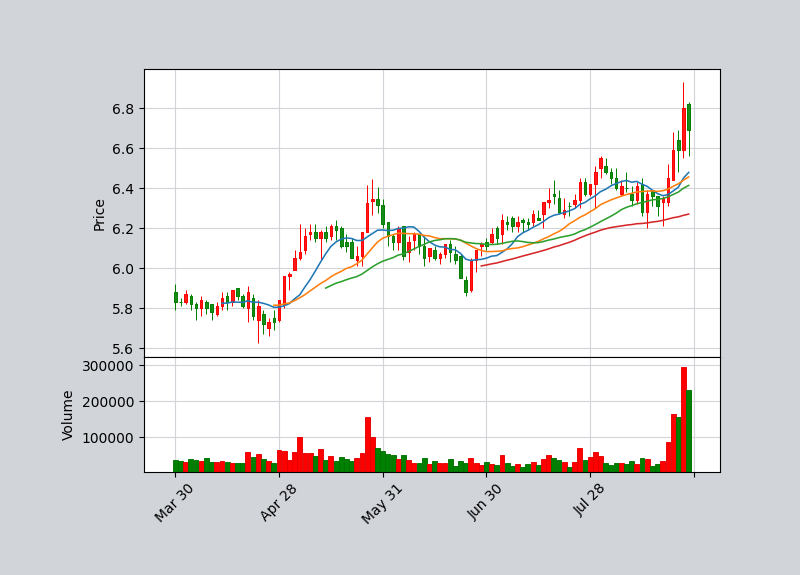 6.8
6.6
6.4
6.2
6.0
5.8
5.6
Price
300000
200000
100000
Volume
Mar 30
Apr 28
May 31
Jun 30
Jul 28